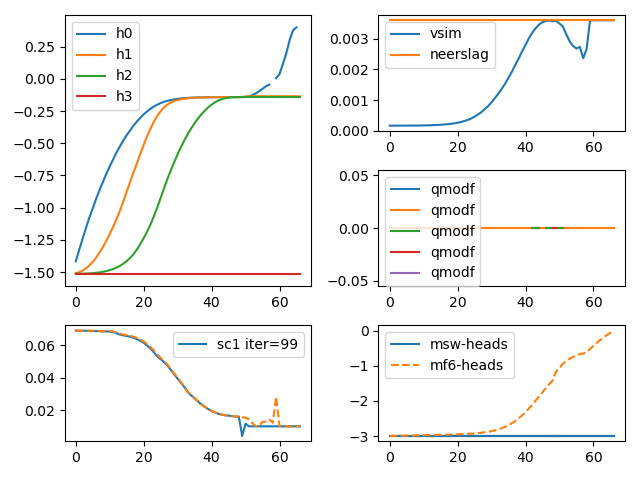 h0
h1
h2
h3
0.25
0.00
−0.25
−0.50
−0.75
−1.00
−1.25
−1.50
0 20 40 60
vsim
neerslag
0.003
0.002
0.001
0.000
0 20 40 60
qmodf
qmodf
qmodf
qmodf
qmodf
0.05
0.00
−0.05
0 20 40 60
sc1 iter=99
0.06
0.04
0.02
0 20 40 60
msw-heads
mf6-heads
0
−1
−2
−3
0 20 40 60